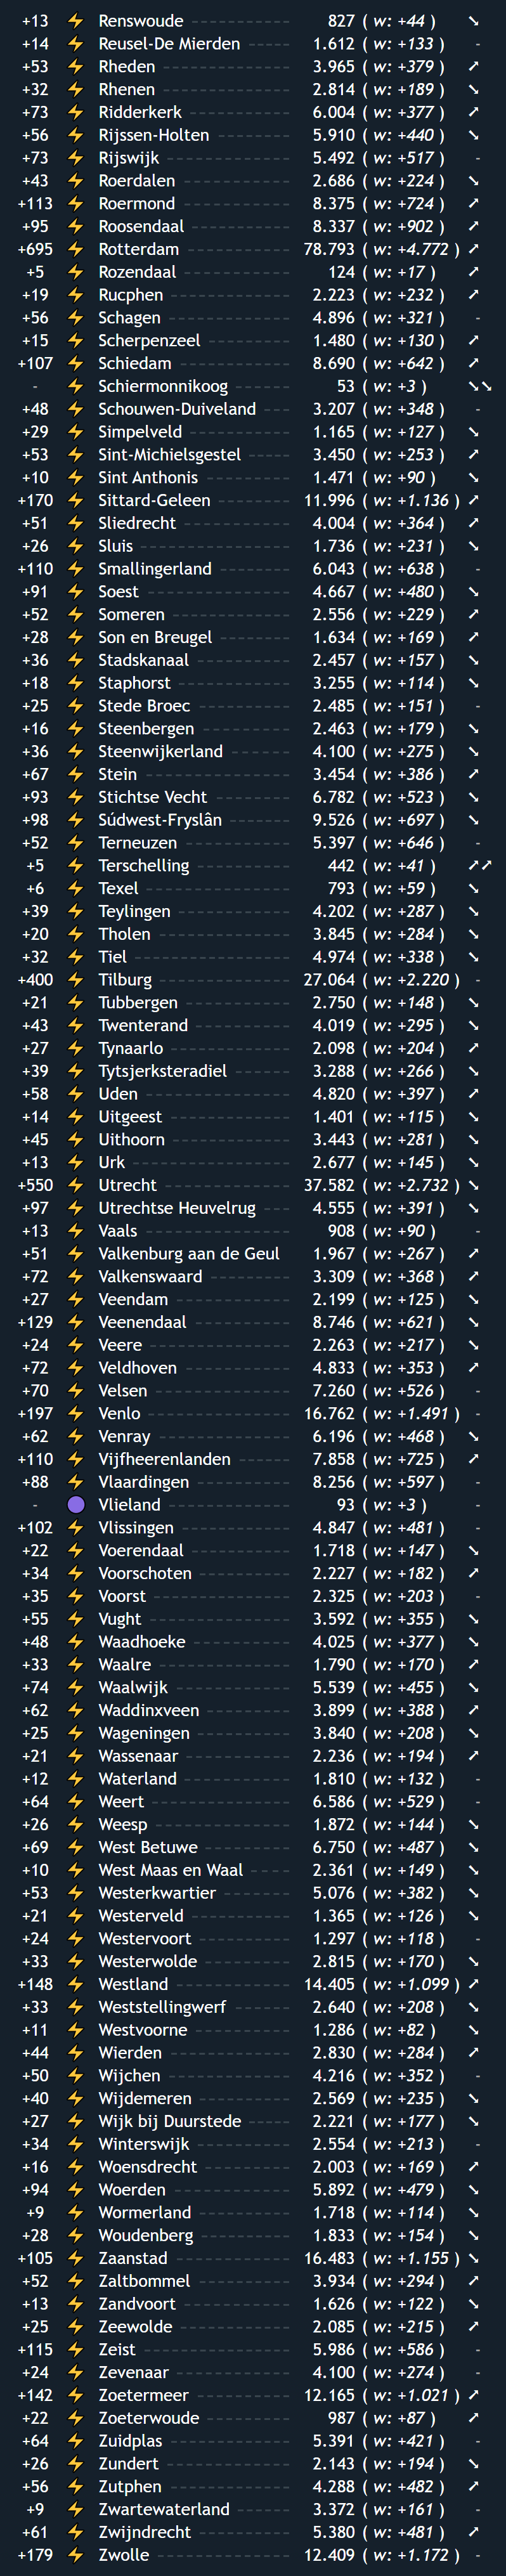 +13 ⚡ Renswoude ------------ 827 ( w: +44 ) ➘
+14 ⚡ Reusel-De Mierden ------ 1.612 ( w: +133 ) -
+53 ⚡ Rheden --------------- 3.965 ( w: +379 ) ➚
+32 ⚡ Rhenen --------------- 2.814 ( w: +189 ) ➘
+73 ⚡ Ridderkerk ------------ 6.004 ( w: +377 ) ➚
+56 ⚡ Rijssen-Holten --------- 5.910 ( w: +440 ) ➘
+73 ⚡ Rijswijk -------------- 5.492 ( w: +517 ) -
+43 ⚡ Roerdalen ------------- 2.686 ( w: +224 ) ➘
+113 ⚡ Roermond ------------- 8.375 ( w: +724 ) ➚
+95 ⚡ Roosendaal ------------ 8.337 ( w: +902 ) ➚
+695 ⚡ Rotterdam ------------ 78.793 ( w: +4.772 ) ➚
+5 ⚡ Rozendaal ------------- 124 ( w: +17 ) ➚
+19 ⚡ Rucphen -------------- 2.223 ( w: +232 ) ➚
+56 ⚡ Schagen -------------- 4.896 ( w: +321 ) -
+15 ⚡ Scherpenzeel ---------- 1.480 ( w: +130 ) ➚
+107 ⚡ Schiedam ------------- 8.690 ( w: +642 ) ➚
- ⚡ Schiermonnikoog ------- 53 ( w: +3 ) ➘➘
+48 ⚡ Schouwen-Duiveland ---- 3.207 ( w: +348 ) -
+29 ⚡ Simpelveld ------------ 1.165 ( w: +127 ) ➘
+53 ⚡ Sint-Michielsgestel ----- 3.450 ( w: +253 ) ➚
+10 ⚡ Sint Anthonis ---------- 1.471 ( w: +90 ) ➘
+170 ⚡ Sittard-Geleen --------- 11.996 ( w: +1.136 ) ➚
+51 ⚡ Sliedrecht ------------ 4.004 ( w: +364 ) ➚
+26 ⚡ Sluis ----------------- 1.736 ( w: +231 ) ➘
+110 ⚡ Smallingerland -------- 6.043 ( w: +638 ) -
+91 ⚡ Soest ----------------- 4.667 ( w: +480 ) ➘
+52 ⚡ Someren -------------- 2.556 ( w: +229 ) ➚
+28 ⚡ Son en Breugel -------- 1.634 ( w: +169 ) ➚
+36 ⚡ Stadskanaal ----------- 2.457 ( w: +157 ) ➘
+18 ⚡ Staphorst ------------- 3.255 ( w: +114 ) ➘
+25 ⚡ Stede Broec ----------- 2.485 ( w: +151 ) -
+16 ⚡ Steenbergen ----------- 2.463 ( w: +179 ) ➘
+36 ⚡ Steenwijkerland ------- 4.100 ( w: +275 ) ➘
+67 ⚡ Stein ----------------- 3.454 ( w: +386 ) ➚
+93 ⚡ Stichtse Vecht --------- 6.782 ( w: +523 ) ➘
+98 ⚡ Súdwest-Fryslân ------- 9.526 ( w: +697 ) ➘
+52 ⚡ Terneuzen ------------- 5.397 ( w: +646 ) -
+5 ⚡ Terschelling ----------- 442 ( w: +41 ) ➚➚
+6 ⚡ Texel ----------------- 793 ( w: +59 ) ➘
+39 ⚡ Teylingen ------------- 4.202 ( w: +287 ) ➘
+20 ⚡ Tholen --------------- 3.845 ( w: +284 ) ➘
+32 ⚡ Tiel ------------------ 4.974 ( w: +338 ) ➘
+400 ⚡ Tilburg --------------- 27.064 ( w: +2.220 ) -
+21 ⚡ Tubbergen ------------ 2.750 ( w: +148 ) ➘
+43 ⚡ Twenterand ----------- 4.019 ( w: +295 ) ➘
+27 ⚡ Tynaarlo ------------- 2.098 ( w: +204 ) ➚
+39 ⚡ Tytsjerksteradiel ------- 3.288 ( w: +266 ) ➘
+58 ⚡ Uden ----------------- 4.820 ( w: +397 ) ➚
+14 ⚡ Uitgeest -------------- 1.401 ( w: +115 ) ➘
+45 ⚡ Uithoorn -------------- 3.443 ( w: +281 ) ➘
+13 ⚡ Urk ------------------ 2.677 ( w: +145 ) ➘
+550 ⚡ Utrecht --------------- 37.582 ( w: +2.732 ) ➘
+97 ⚡ Utrechtse Heuvelrug ---- 4.555 ( w: +391 ) ➘
+13 ⚡ Vaals ----------------- 908 ( w: +90 ) -
+51 ⚡ Valkenburg aan de Geul 1.967 ( w: +267 ) ➚
+72 ⚡ Valkenswaard ---------- 3.309 ( w: +368 ) ➚
+27 ⚡ Veendam -------------- 2.199 ( w: +125 ) ➘
+129 ⚡ Veenendaal ------------ 8.746 ( w: +621 ) ➘
+24 ⚡ Veere ----------------- 2.263 ( w: +217 ) ➘
+72 ⚡ Veldhoven ------------- 4.833 ( w: +353 ) ➚
+70 ⚡ Velsen ---------------- 7.260 ( w: +526 ) -
+197 ⚡ Venlo ----------------- 16.762 ( w: +1.491 ) -
+62 ⚡ Venray ---------------- 6.196 ( w: +468 ) ➘
+110 ⚡ Vijfheerenlanden ------ 7.858 ( w: +725 ) ➚
+88 ⚡ Vlaardingen ----------- 8.256 ( w: +597 ) -
- 🟣 Vlieland -------------- 93 ( w: +3 ) -
+102 ⚡ Vlissingen ------------ 4.847 ( w: +481 ) -
+22 ⚡ Voerendaal ------------ 1.718 ( w: +147 ) ➘
+34 ⚡ Voorschoten ----------- 2.227 ( w: +182 ) ➚
+35 ⚡ Voorst ---------------- 2.325 ( w: +203 ) -
+55 ⚡ Vught ---------------- 3.592 ( w: +355 ) ➘
+48 ⚡ Waadhoeke ------------ 4.025 ( w: +377 ) ➘
+33 ⚡ Waalre --------------- 1.790 ( w: +170 ) ➚
+74 ⚡ Waalwijk ------------- 5.539 ( w: +455 ) ➘
+62 ⚡ Waddinxveen ---------- 3.899 ( w: +388 ) ➚
+25 ⚡ Wageningen ----------- 3.840 ( w: +208 ) ➘
+21 ⚡ Wassenaar ------------ 2.236 ( w: +194 ) ➚
+12 ⚡ Waterland ------------- 1.810 ( w: +132 ) -
+64 ⚡ Weert ---------------- 6.586 ( w: +529 ) -
+26 ⚡ Weesp ---------------- 1.872 ( w: +144 ) ➘
+69 ⚡ West Betuwe ---------- 6.750 ( w: +487 ) ➘
+10 ⚡ West Maas en Waal ----- 2.361 ( w: +149 ) ➘
+53 ⚡ Westerkwartier -------- 5.076 ( w: +382 ) ➘
+21 ⚡ Westerveld ------------ 1.365 ( w: +126 ) ➘
+24 ⚡ Westervoort ----------- 1.297 ( w: +118 ) -
+33 ⚡ Westerwolde ----------- 2.815 ( w: +170 ) ➘
+148 ⚡ Westland -------------- 14.405 ( w: +1.099 ) ➚
+33 ⚡ Weststellingwerf ------- 2.640 ( w: +208 ) ➘
+11 ⚡ Westvoorne ------------ 1.286 ( w: +82 ) ➘
+44 ⚡ Wierden -------------- 2.830 ( w: +284 ) ➚
+50 ⚡ Wijchen --------------- 4.216 ( w: +352 ) -
+40 ⚡ Wijdemeren ----------- 2.569 ( w: +235 ) ➘
+27 ⚡ Wijk bij Duurstede ----- 2.221 ( w: +177 ) ➘
+34 ⚡ Winterswijk ----------- 2.554 ( w: +213 ) -
+16 ⚡ Woensdrecht ---------- 2.003 ( w: +169 ) ➚
+94 ⚡ Woerden -------------- 5.892 ( w: +479 ) ➘
+9 ⚡ Wormerland ----------- 1.718 ( w: +114 ) ➘
+28 ⚡ Woudenberg ----------- 1.833 ( w: +154 ) ➘
+105 ⚡ Zaanstad ------------- 16.483 ( w: +1.155 ) ➘
+52 ⚡ Zaltbommel ----------- 3.934 ( w: +294 ) ➚
+13 ⚡ Zandvoort ------------- 1.626 ( w: +122 ) ➘
+25 ⚡ Zeewolde ------------- 2.085 ( w: +215 ) ➚
+115 ⚡ Zeist ----------------- 5.986 ( w: +586 ) -
+24 ⚡ Zevenaar -------------- 4.100 ( w: +274 ) -
+142 ⚡ Zoetermeer ----------- 12.165 ( w: +1.021 ) ➚
+22 ⚡ Zoeterwoude ---------- 987 ( w: +87 ) ➚
+64 ⚡ Zuidplas -------------- 5.391 ( w: +421 ) -
+26 ⚡ Zundert --------------- 2.143 ( w: +194 ) ➘
+56 ⚡ Zutphen --------------- 4.288 ( w: +482 ) ➚
+9 ⚡ Zwartewaterland ------- 3.372 ( w: +161 ) -
+61 ⚡ Zwijndrecht ----------- 5.380 ( w: +481 ) ➚
+179 ⚡ Zwolle ---------------- 12.409 ( w: +1.172 ) -